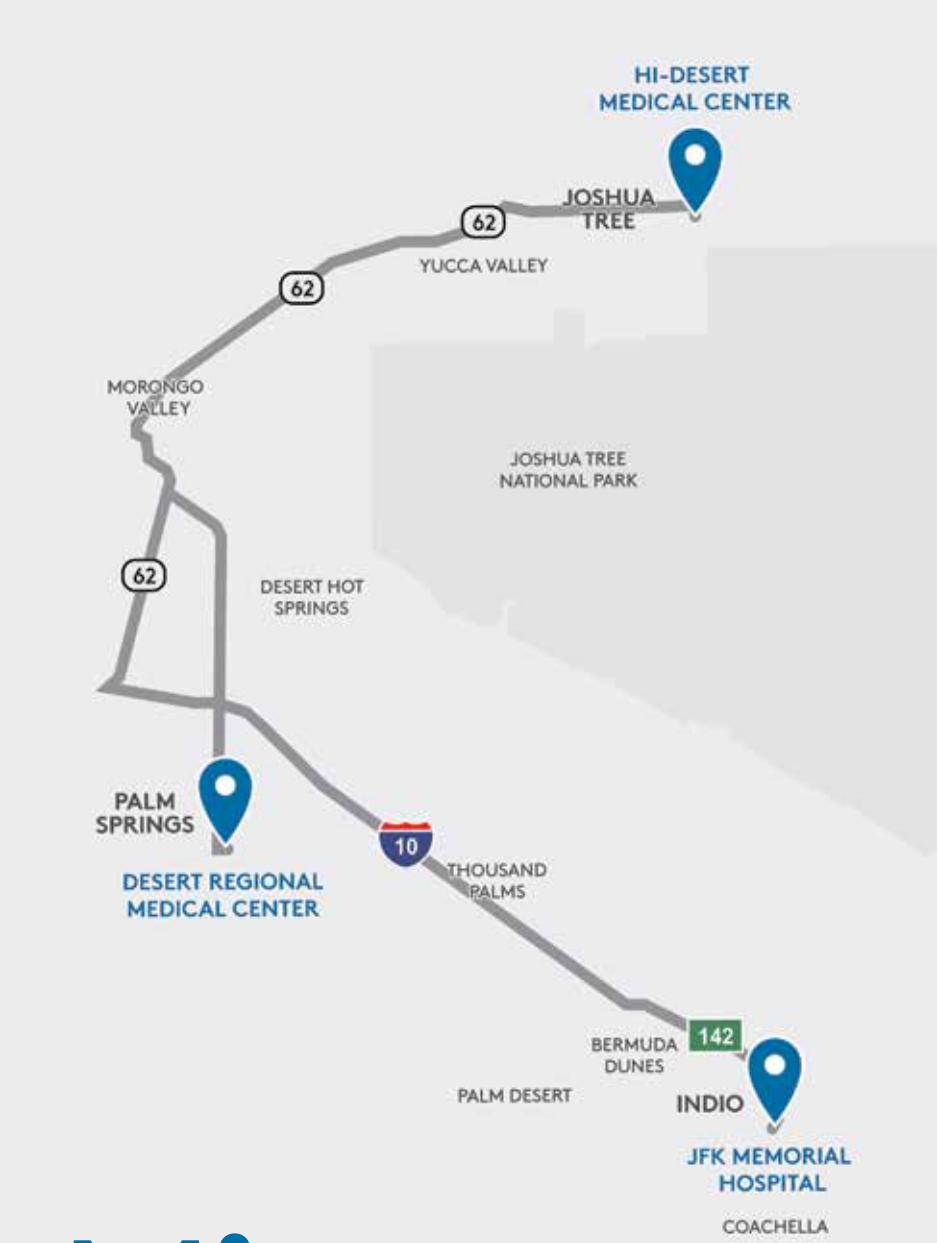 HI-DESERT
MEDICAL CENTER
JOSHUA
TREE
62
YUCCA VALLEY
62
MORONGO
VALLEY
JOSHUA TREE
NATIONAL PARK
62
DESERT HOT
SPRINGS
PALM
SPRINGS
DESERT REGIONAL
MEDICAL CENTER
10
THOUSAND
PALMS
142
BERMUDA
DUNES
PALM DESERT
INDIO
JFK MEMORIAL
HOSPITAL
COACHELLA